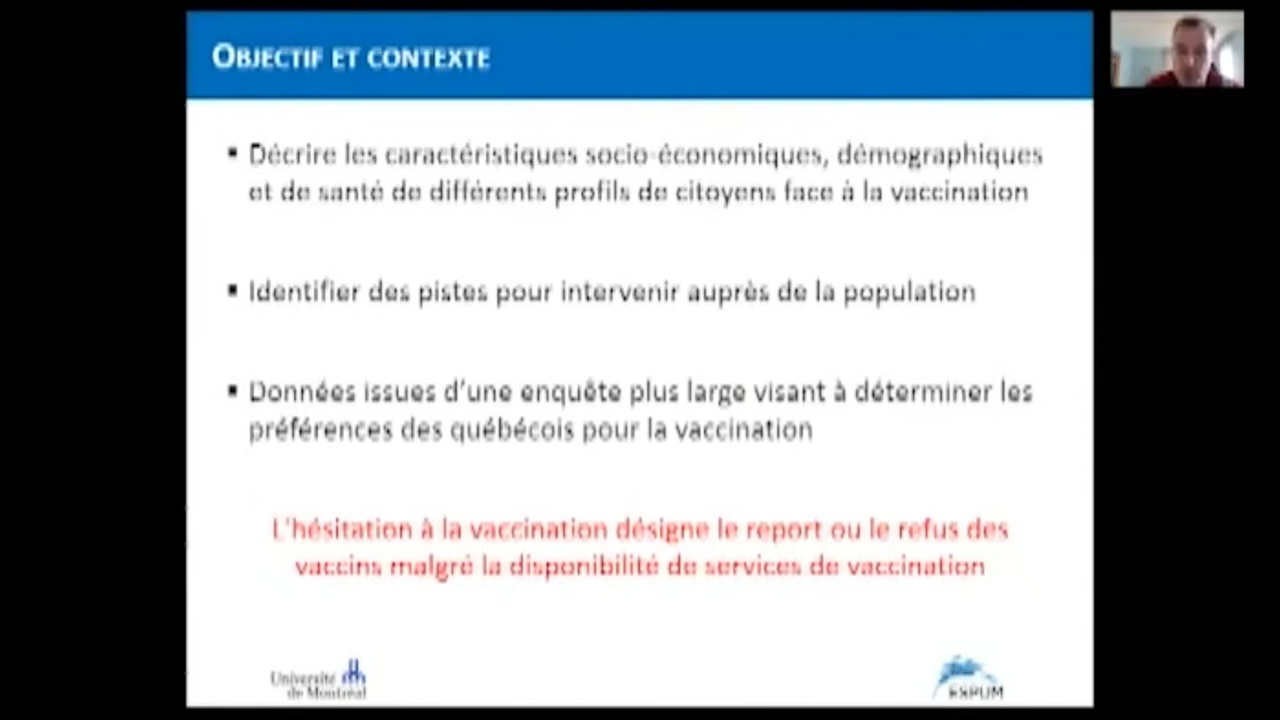 OBJECTIF ET CONTEXTE
▪ Décrire les caractéristiques socio-économiques, démographiques
et de santé de différents profils de citoyens face à la vaccination
▪ Identifier des pistes pour intervenir auprès de la population
▪ Données issues d'une enquête plus large visant à déterminer les
préférences des québécois pour la vaccination
L'hésitation à la vaccination désigne le report ou le refus des
vaccins malgré la disponibilité de services de vaccination
Université
de Montréal
ESPUM